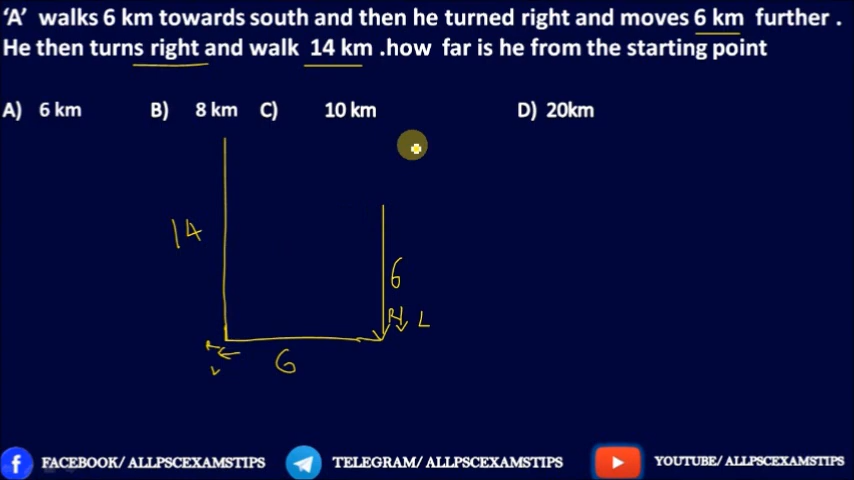 ‘A’ walks 6 km towards south and then he turned right and moves 6 km further .
He then turns right and walk 14 km .how far is he from the starting point
A) 6 km B) 8 km C) 10 km D) 20km
14
6
R L
6
R
L
FACEBOOK/ ALLPSCEXAMSTIPS TELEGRAM/ ALLPSCEXAMSTIPS YOUTUBE/ ALLPSCEXAMSTIPS